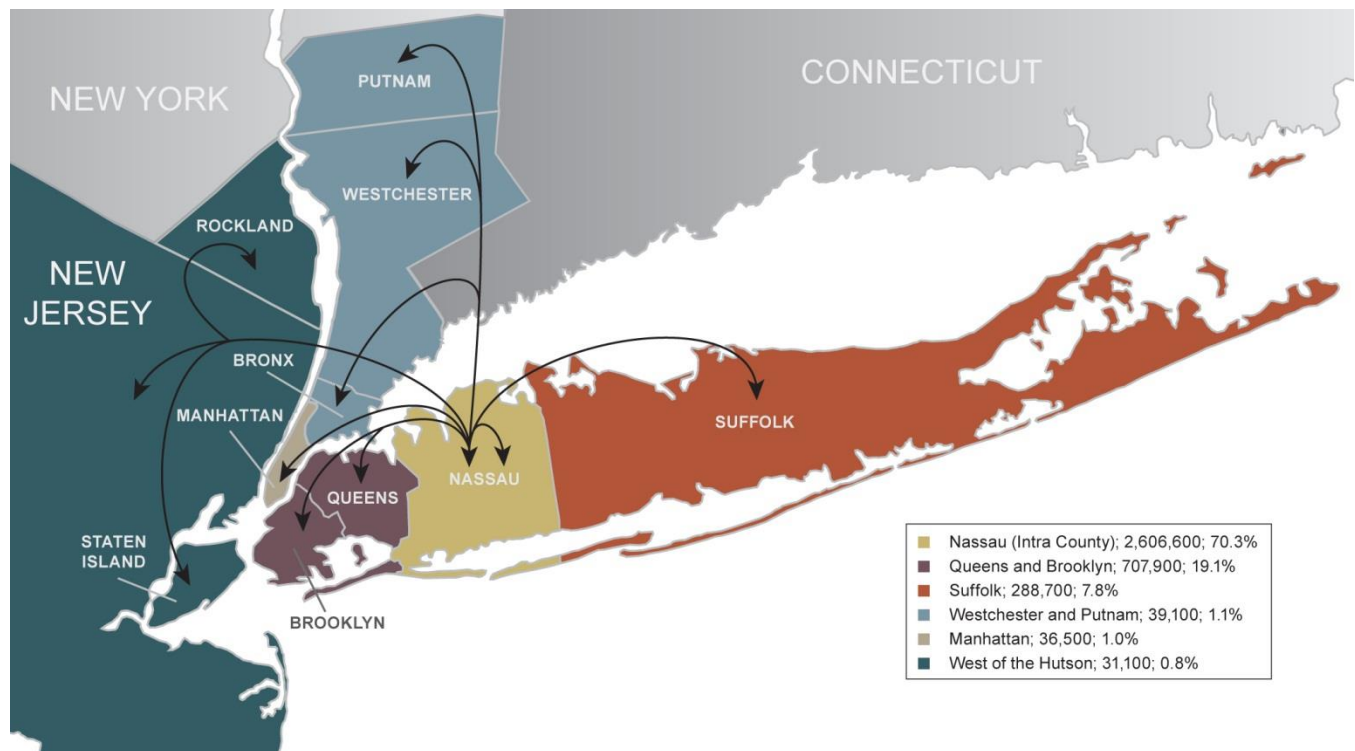 NEW YORK
CONNECTICUT
PUTNAM
WESTCHESTER
ROCKLAND
NEW
JERSEY
BRONX
MANHATTAN
SUFFOLK
NASSAU
QUEENS
STATEN
ISLAND
BROOKLYN
Nassau (Intra County); 2,606,600; 70.3%
Queens and Brooklyn; 707,900; 19.1%
Suffolk; 288,700; 7.8%
Westchester and Putnam; 39,100; 1.1%
Manhattan; 36,500; 1.0%
West of the Hutson; 31,100; 0.8%